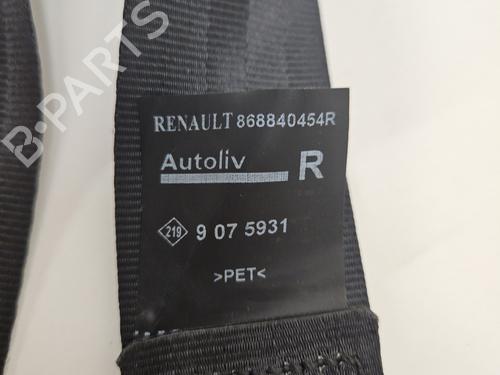 RENAULT 868840454R
Autoliv R
219 9 07 5931
>PET<
B-Parts